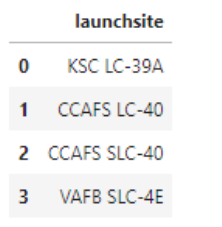 launchsite
0 KSC LC-39A
1 CCAFS LC-40
2 CCAFS SLC-40
3 VAFB SLC-4E